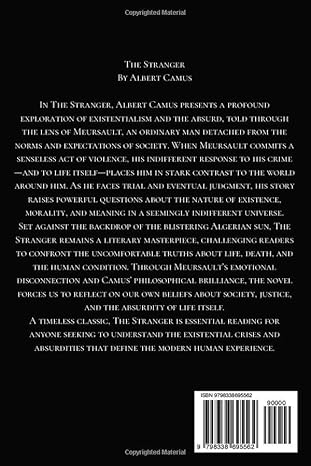 Copyrighted Material
The Stranger
By Albert Camus
In The Stranger, Albert Camus presents a profound
exploration of existentialism and the absurd, told through
the lens of Meursault, an ordinary man detached from the
norms and expectations of society. When Meursault commits a
senseless act of violence, his indifferent response to his crime
—and to life itself—places him in stark contrast to the world
around him. As he faces trial and eventual judgment, his story
raises powerful questions about the nature of existence,
morality, and meaning in a seemingly indifferent universe.
Set against the backdrop of the blistering Algerian sun, The
Stranger remains a literary masterpiece, challenging readers
to confront the uncomfortable truths about life, death, and
the human condition. Through Meursault's emotional
disconnection and Camus' philosophical brilliance, the novel
forces us to reflect on our own beliefs about society, justice,
and the absurdity of life itself.
A timeless classic, The Stranger is essential reading for
anyone seeking to understand the existential crises and
absurdities that define the modern human experience.
ISBN 9798338695562
90000
9 798338 695562
Copyrighted Material